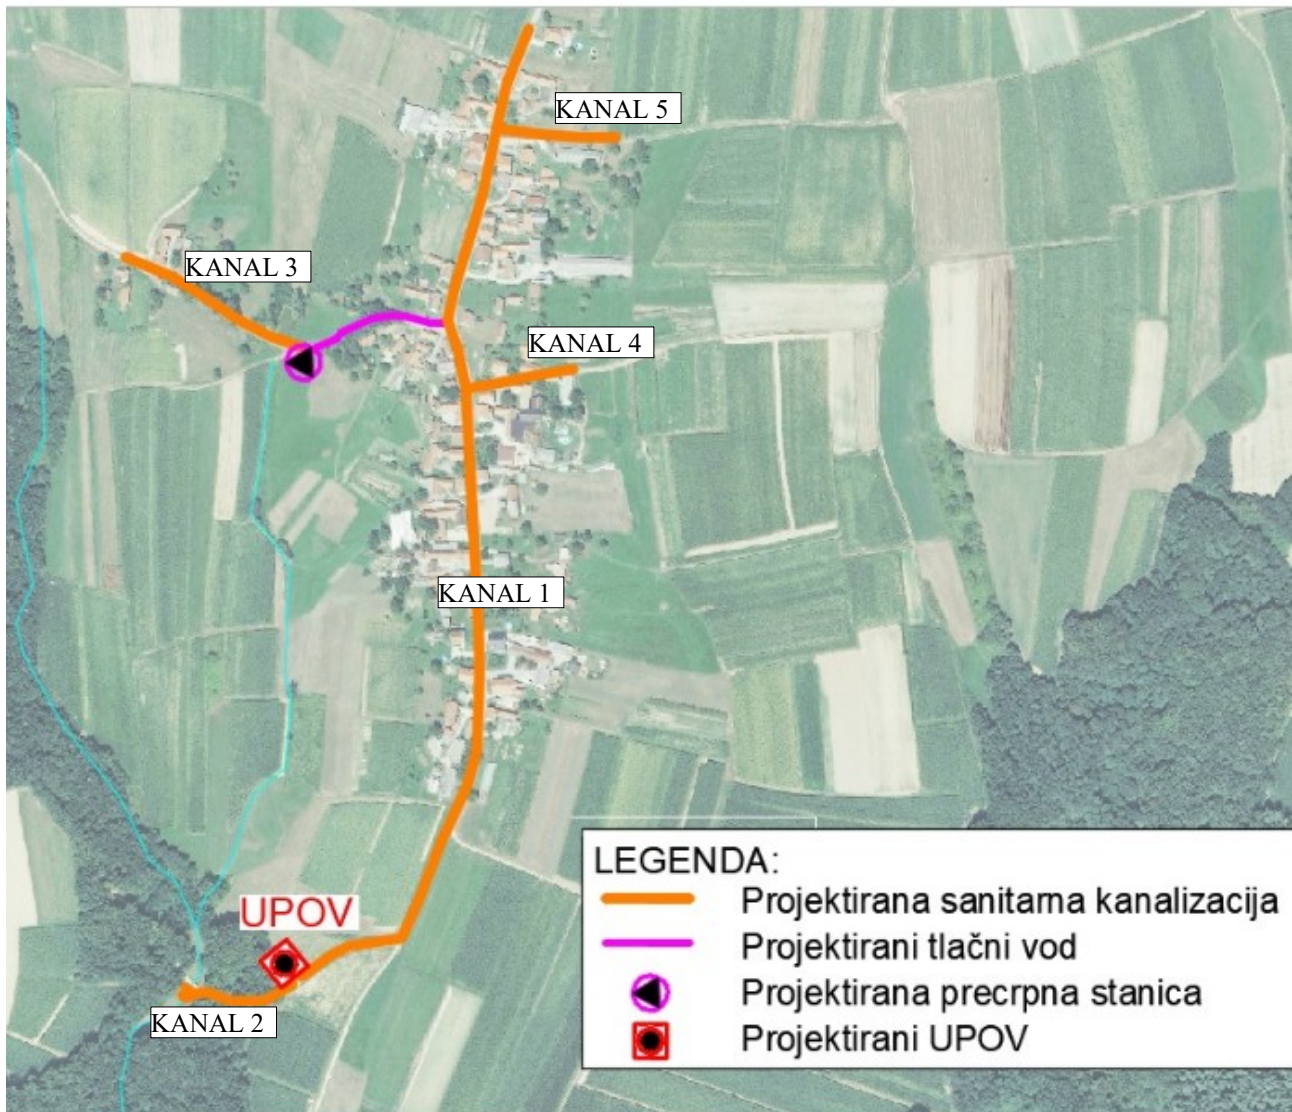 KANAL 5
KANAL 3
KANAL 4
KANAL 1
UPOV
KANAL 2
LEGENDA:
Projektirana sanitarna kanalizacija
Projektirani tlačni vod
Projektirana precrpna stanica
Projektirani UPOV